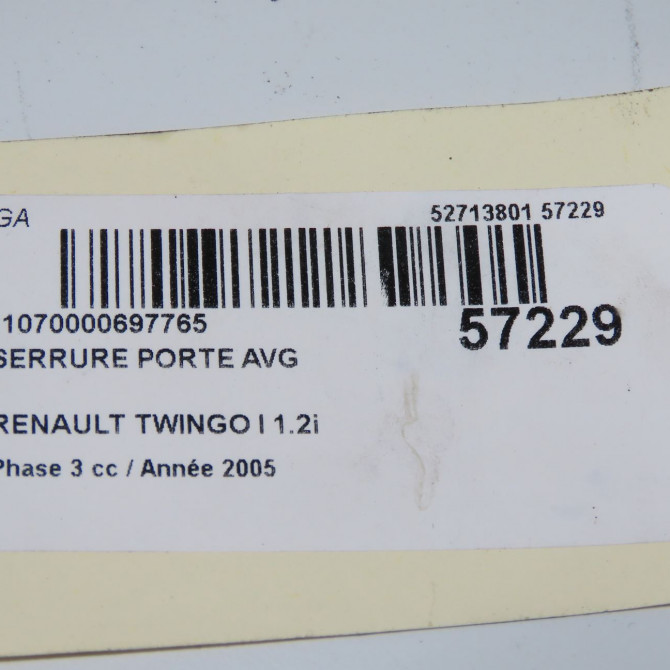 GA
52713801 57229
1070000697765
57229
SERRURE PORTE AVG
RENAULT TWINGO I 1.2i
Phase 3 cc / Année 2005